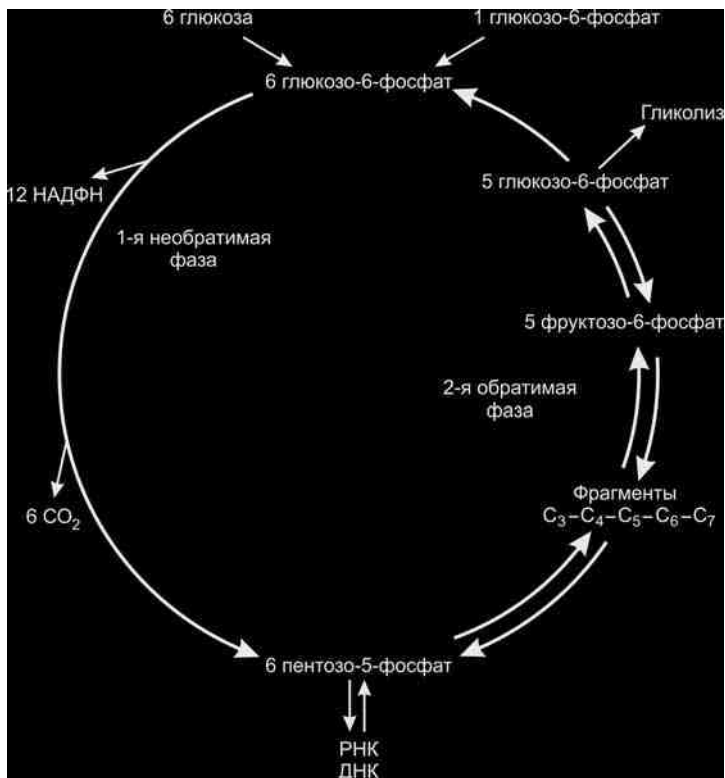 6 глюкоза
1 глюкозо-6-фосфат
6 глюкозо-6-фосфат
Гликолиз
5 глюкозо-6-фосфат
12 НАДФН
1-я необратимая
фаза
5 фруктозо-6-фосфат
2-я обратимая
фаза
Фрагменты
C₃–C₄–C₅–C₆–C₇
6 CO₂
6 пентозо-5-фосфат
РНК
ДНК